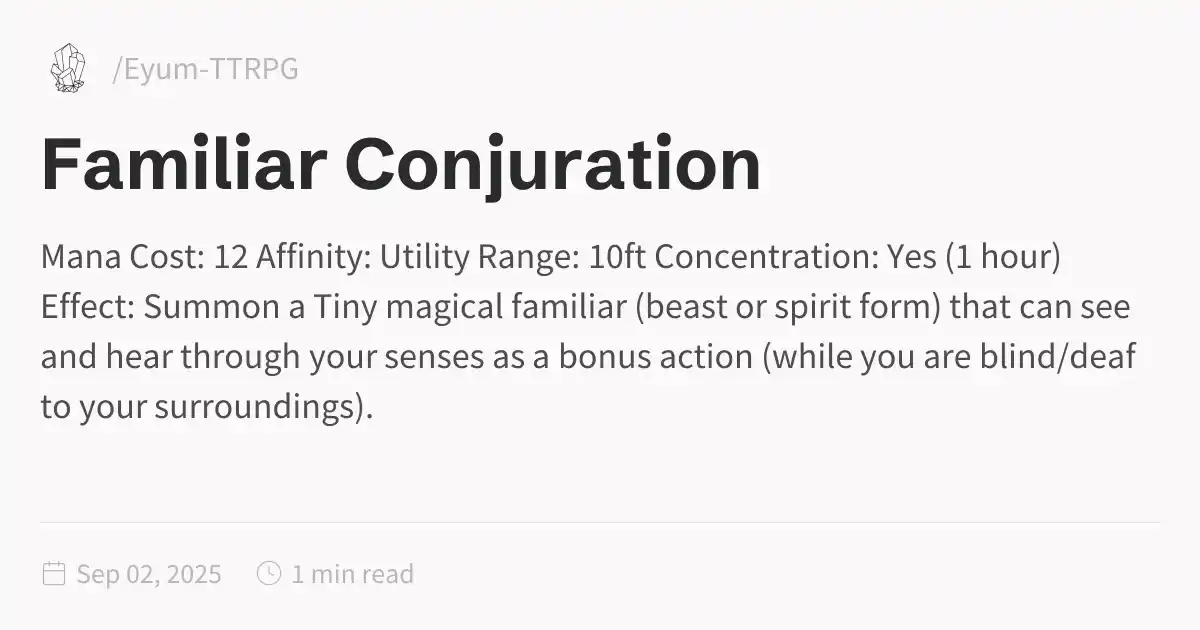 /Eyum-TTRPG
Familiar Conjuration
Mana Cost: 12 Affinity: Utility Range: 10ft Concentration: Yes (1 hour)
Effect: Summon a Tiny magical familiar (beast or spirit form) that can see
and hear through your senses as a bonus action (while you are blind/deaf
to your surroundings).
Sep 02, 2025 1 min read